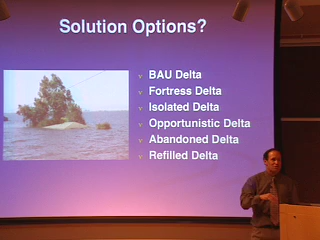 Solution Options?
BAU Delta
Fortress Delta
Isolated Delta
Opportunistic Delta
Abandoned Delta
Refilled Delta